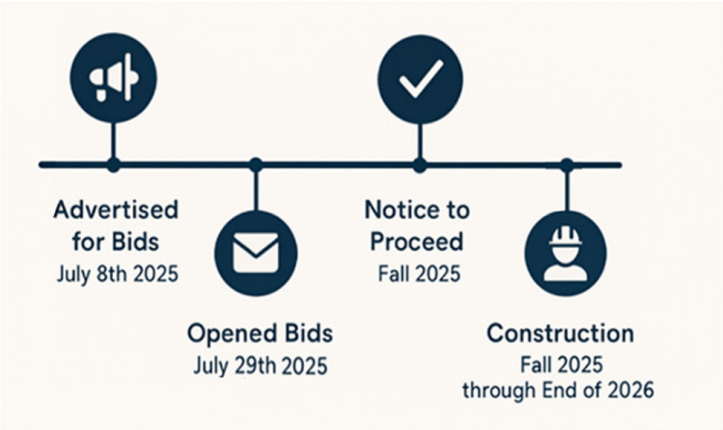 Advertised
for Bids
July 8th 2025
Opened Bids
July 29th 2025
Notice to
Proceed
Fall 2025
Construction
Fall 2025
through End of 2026